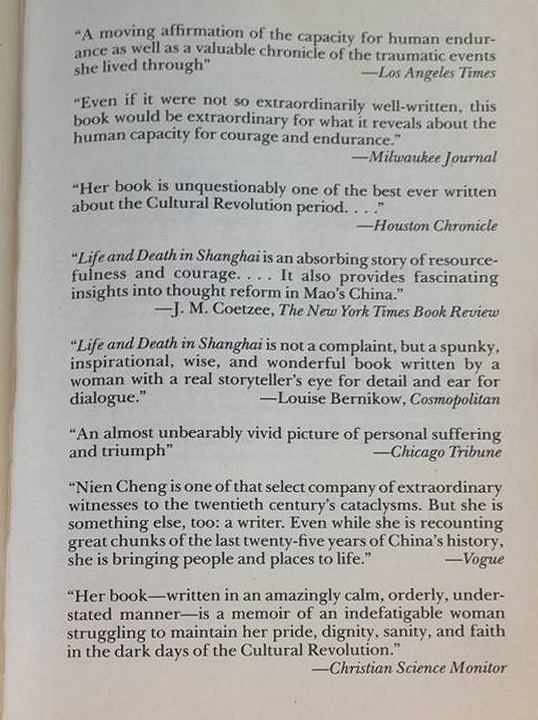 “A moving affirmation of the capacity for human endur-
ance as well as a valuable chronicle of the traumatic events
she lived through” —Los Angeles Times
“Even if it were not so extraordinarily well-written, this
book would be extraordinary for what it reveals about the
human capacity for courage and endurance.”
—Milwaukee Journal
“Her book is unquestionably one of the best ever written
about the Cultural Revolution period. . . .”
—Houston Chronicle
“Life and Death in Shanghai is an absorbing story of resource-
fulness and courage. . . . It also provides fascinating
insights into thought reform in Mao’s China.”
—J. M. Coetzee, The New York Times Book Review
“Life and Death in Shanghai is not a complaint, but a spunky,
inspirational, wise, and wonderful book written by a
woman with a real storyteller’s eye for detail and ear for
dialogue.” —Louise Bernikow, Cosmopolitan
“An almost unbearably vivid picture of personal suffering
and triumph” —Chicago Tribune
“Nien Cheng is one of that select company of extraordinary
witnesses to the twentieth century’s cataclysms. But she is
something else, too: a writer. Even while she is recounting
great chunks of the last twenty-five years of China’s history,
she is bringing people and places to life.” —Vogue
“Her book—written in an amazingly calm, orderly, under-
stated manner—is a memoir of an indefatigable woman
struggling to maintain her pride, dignity, sanity, and faith
in the dark days of the Cultural Revolution.”
—Christian Science Monitor